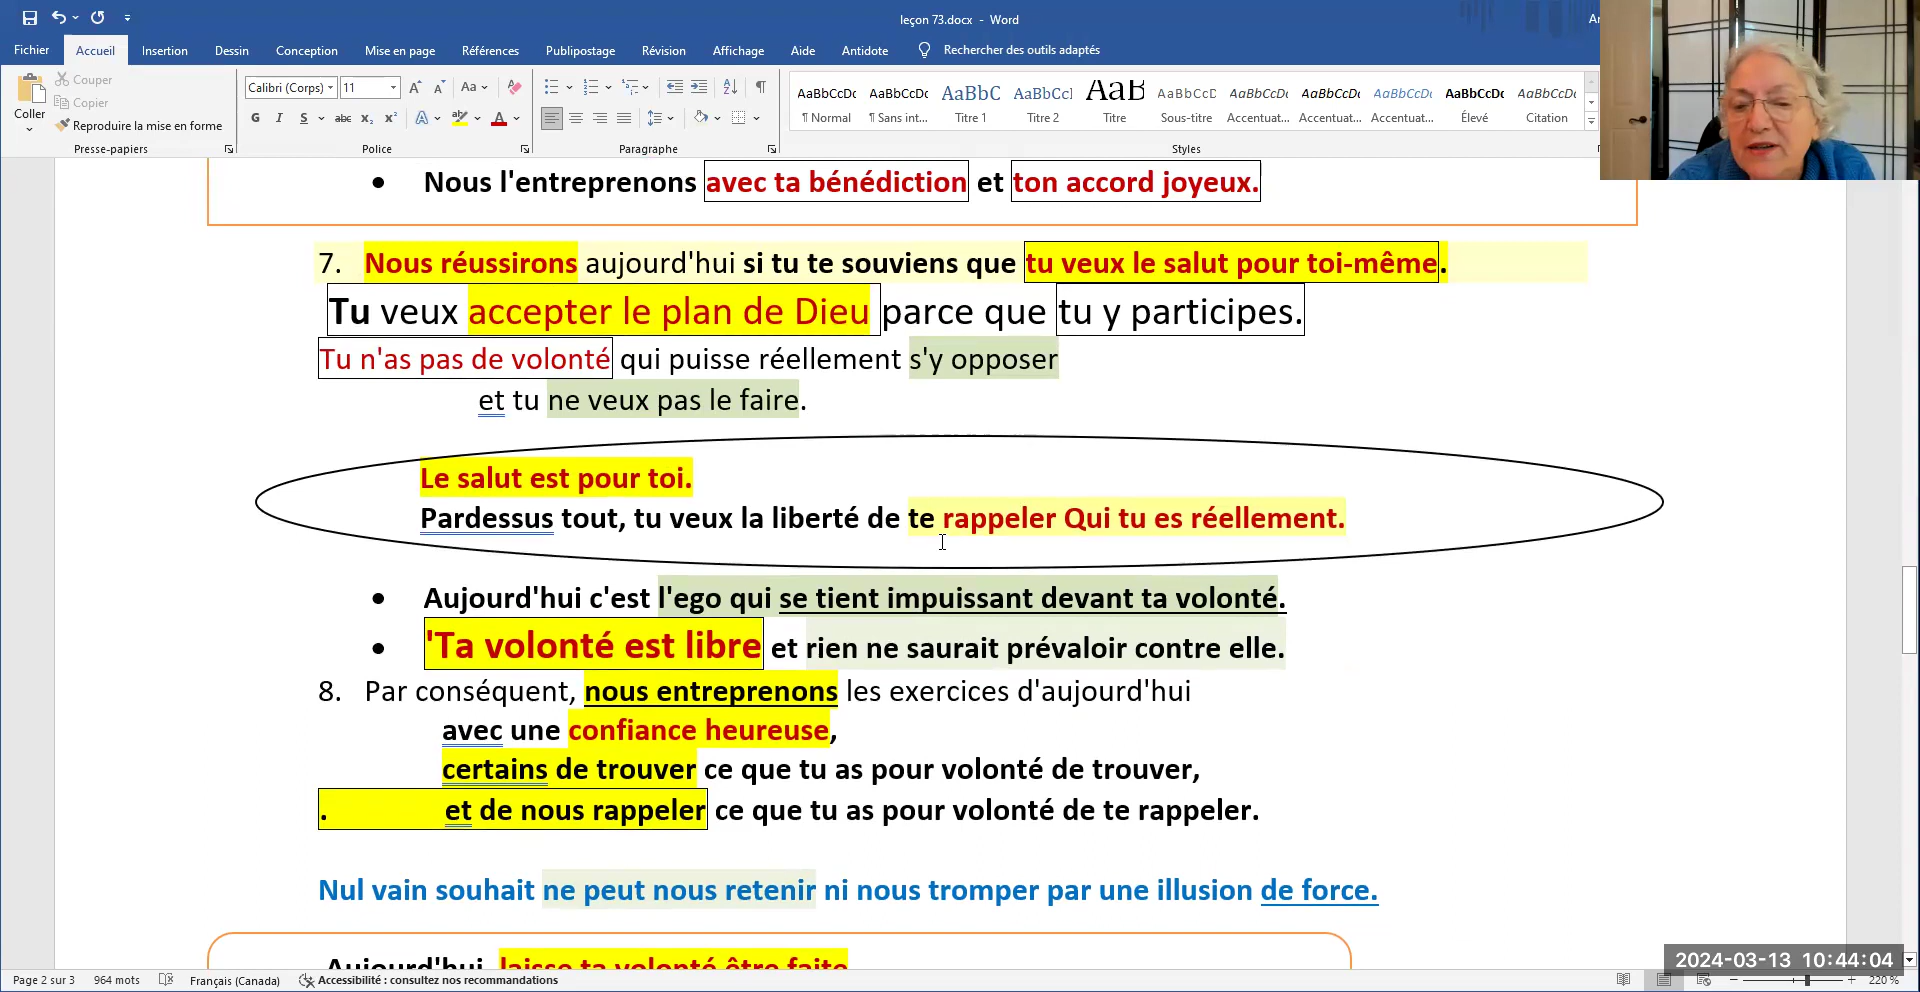 leçon 73.docx - Word
Fichier Accueil Insertion Dessin Conception Mise en page Références Publipostage Révision Affichage Aide Antidote Rechercher des outils adaptés
Coller
Couper
Copier
Reproduire la mise en forme
Calibri (Corps) 11
AaBbCcDc AaBbCcDc AaBbC AaBbCcI AaB AaBbCcD AaBbCcDc AaBbCcDc AaBbCcDc AaBbCcDc AaBbCcDc
¶ Normal ¶ Sans int... Titre 1 Titre 2 Titre Sous-titre Accentuat... Accentuat... Accentuat... Élevé Citation
Presse-papiers Police Paragraphe Styles
• Nous l'entreprenons avec ta bénédiction et ton accord joyeux.
7. Nous réussirons aujourd'hui si tu te souviens que tu veux le salut pour toi-même.
Tu veux accepter le plan de Dieu parce que tu y participes.
Tu n'as pas de volonté qui puisse réellement s'y opposer
et tu ne veux pas le faire.
Le salut est pour toi.
Pardessus tout, tu veux la liberté de te rappeler Qui tu es réellement.
• Aujourd'hui c'est l'ego qui se tient impuissant devant ta volonté.
• 'Ta volonté est libre et rien ne saurait prévaloir contre elle.
8. Par conséquent, nous entreprenons les exercices d'aujourd'hui
avec une confiance heureuse,
certains de trouver ce que tu as pour volonté de trouver,
. et de nous rappeler ce que tu as pour volonté de te rappeler.
Nul vain souhait ne peut nous retenir ni nous tromper par une illusion de force.
Aujourd'hui, laisse ta volonté être faite
2024-03-13 10:44:04
Page 2 sur 3 964 mots Français (Canada) Accessibilité : consultez nos recommandations 220 %